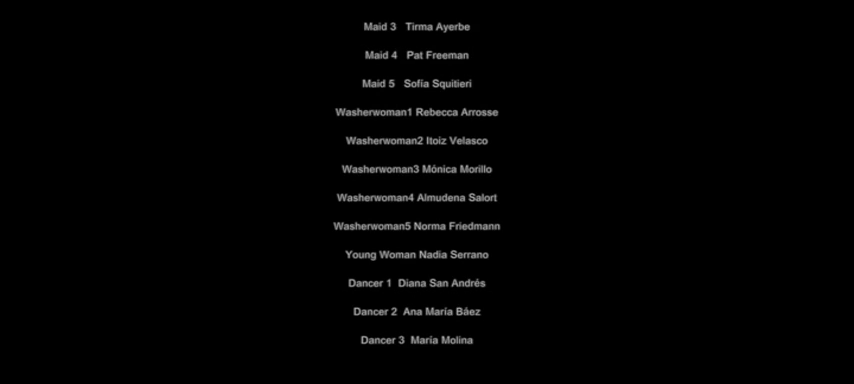 Maid 3 Tirma Ayerbe
Maid 4 Pat Freeman
Maid 5 Sofía Squitieri
Washerwoman1 Rebecca Arrosse
Washerwoman2 Itoiz Velasco
Washerwoman3 Mónica Morillo
Washerwoman4 Almudena Salort
Washerwoman5 Norma Friedmann
Young Woman Nadia Serrano
Dancer 1 Diana San Andrés
Dancer 2 Ana María Báez
Dancer 3 María Molina